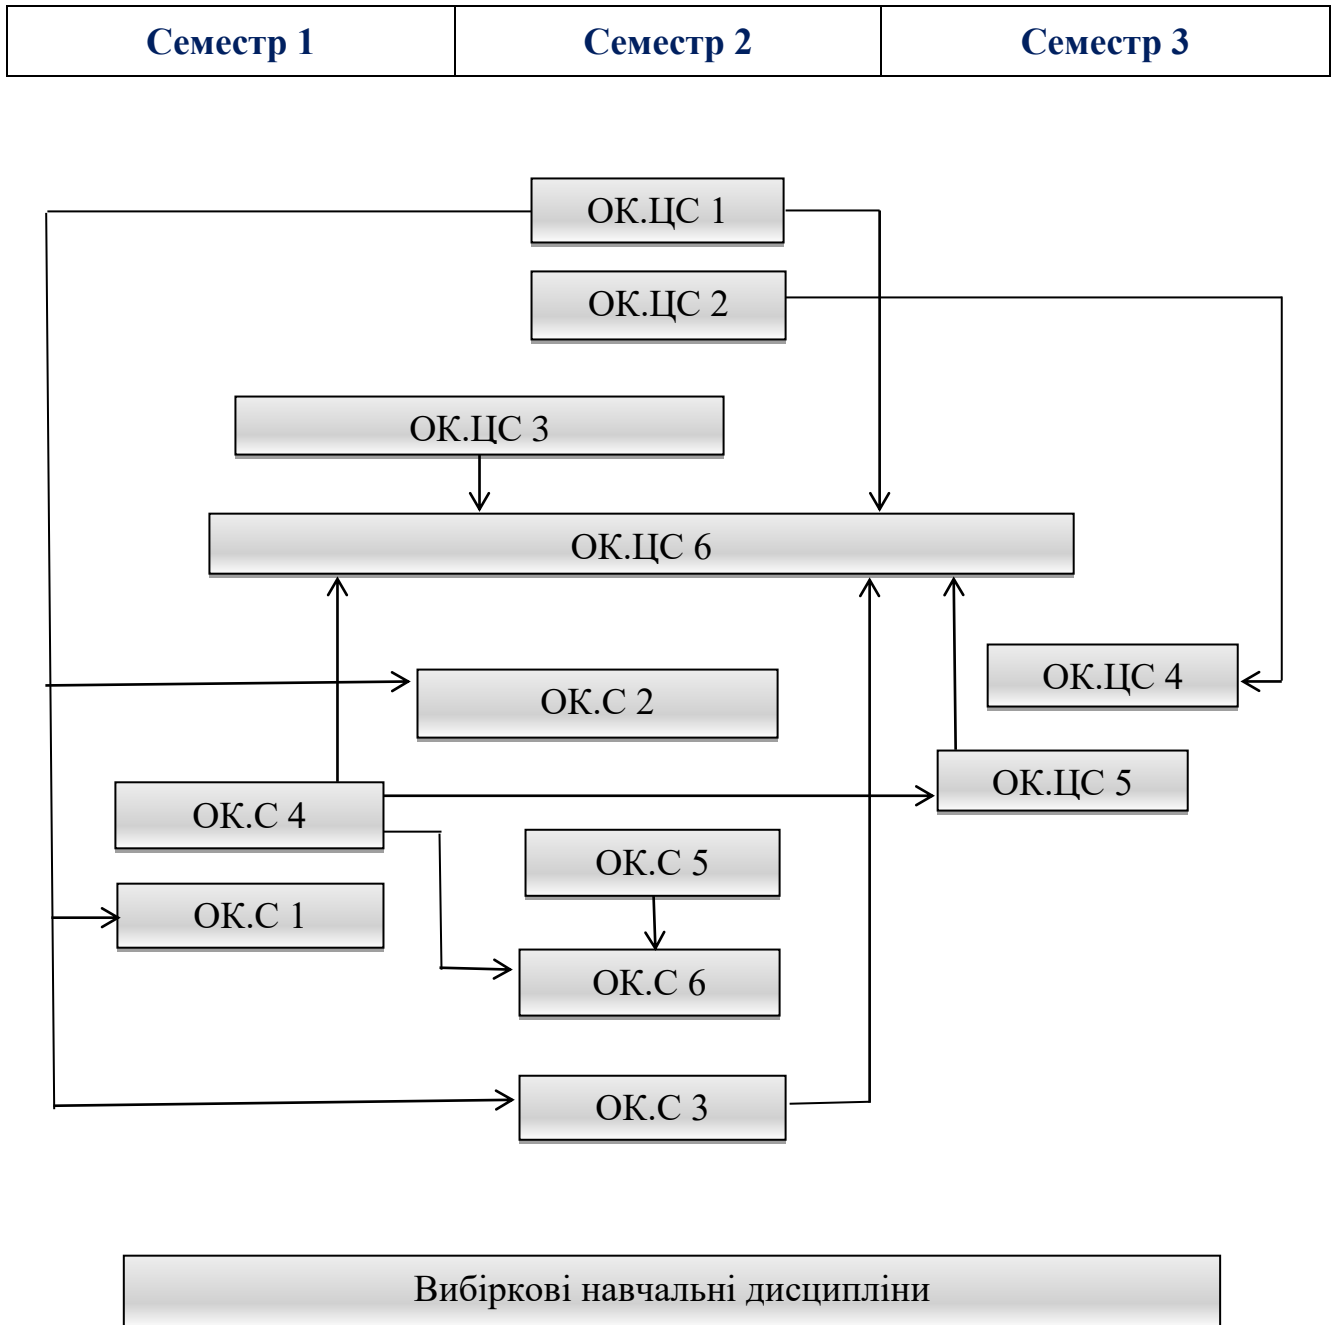 Семестр 1 Семестр 2 Семестр 3
ОК.ЦС 1
ОК.ЦС 2
ОК.ЦС 3
ОК.ЦС 6
ОК.ЦС 4
ОК.С 2
ОК.ЦС 5
ОК.С 4
ОК.С 5
ОК.С 1
ОК.С 6
ОК.С 3
Вибіркові навчальні дисципліни